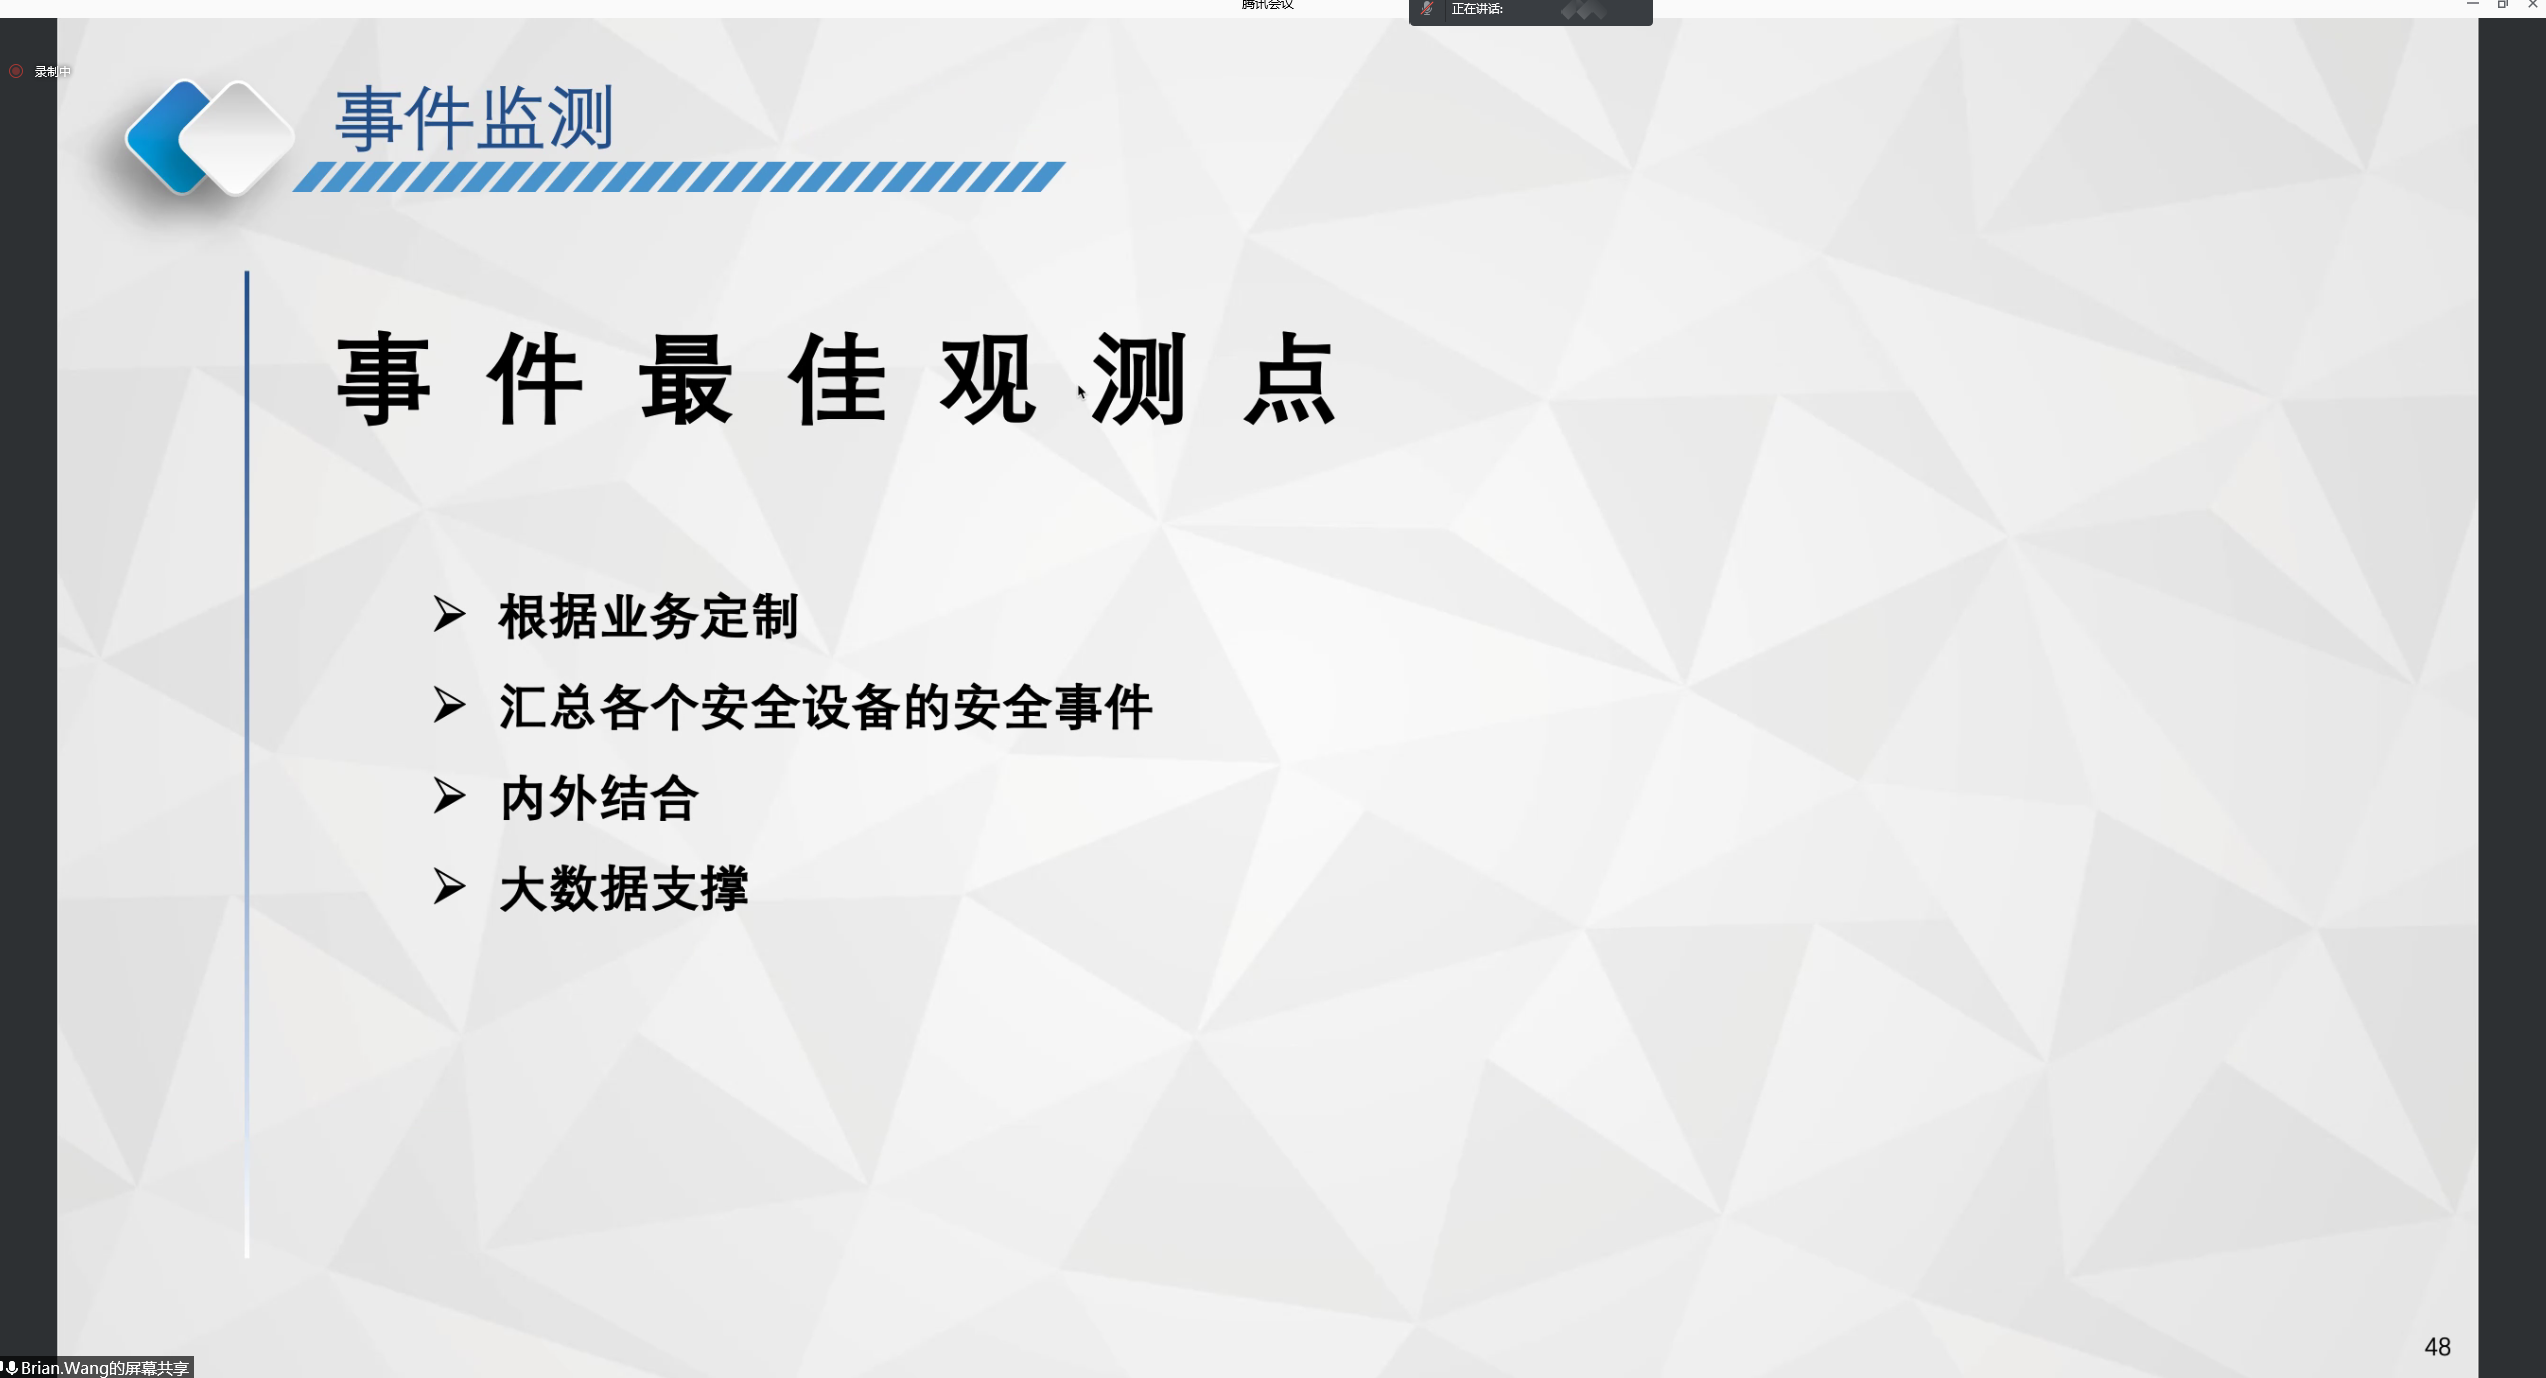 腾讯会议
正在讲话:
录制中
事件监测
事件最佳观测点
根据业务定制
汇总各个安全设备的安全事件
内外结合
大数据支撑
48
Brian.Wang的屏幕共享